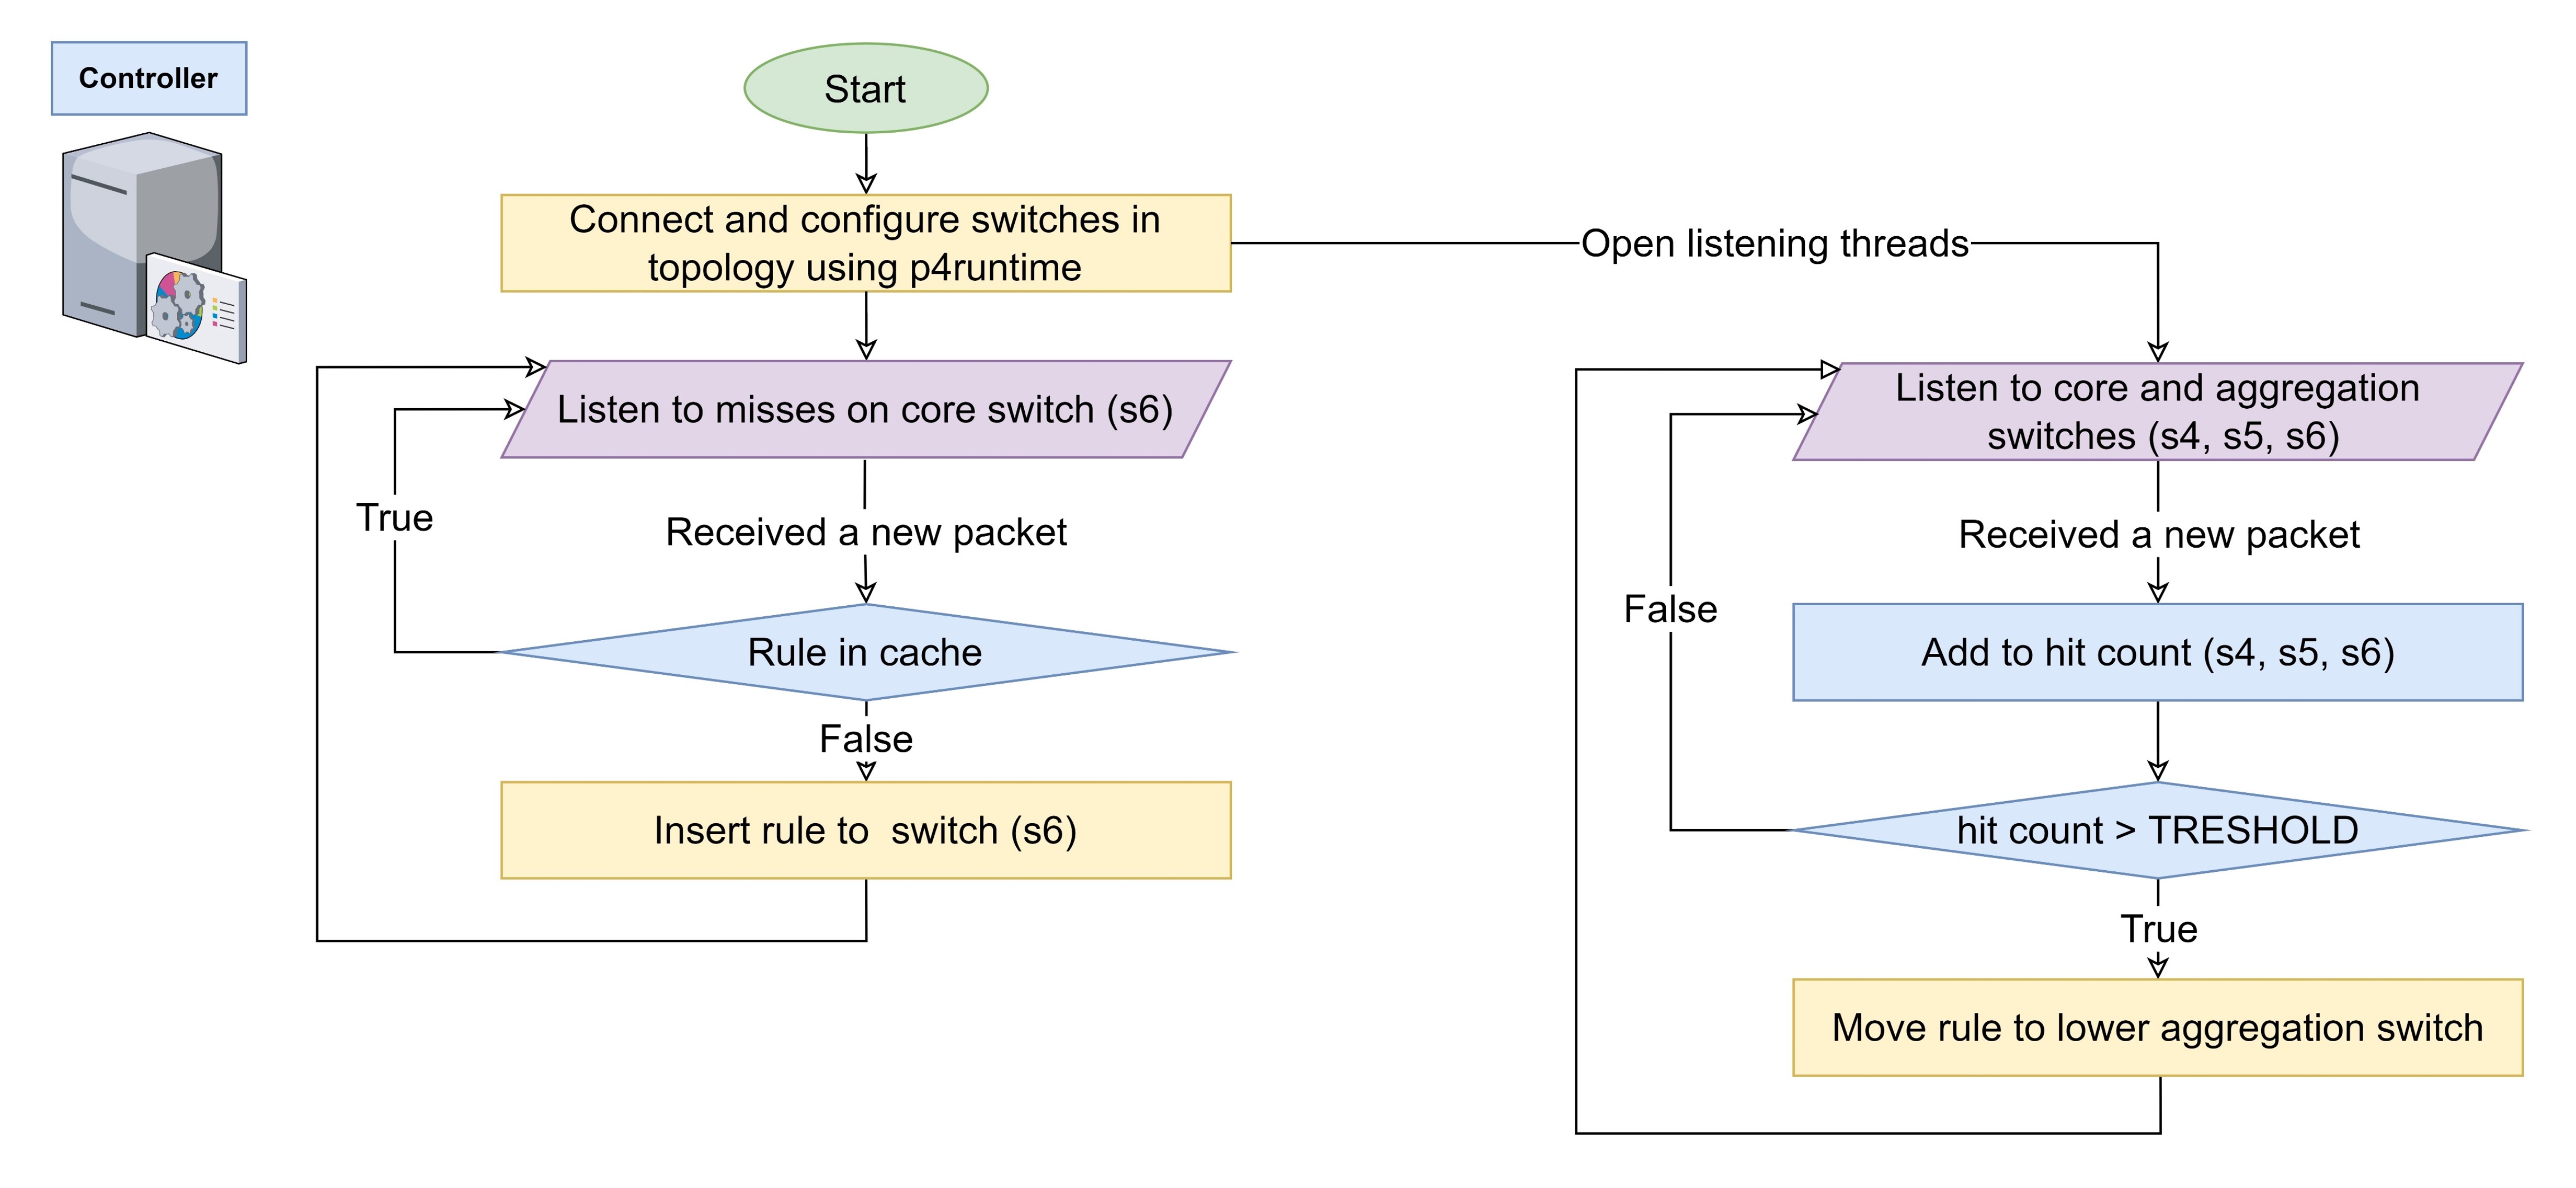 Controller
Start
Connect and configure switches in
topology using p4runtime
Open listening threads
Listen to misses on core switch (s6)
True
Received a new packet
Rule in cache
False
Insert rule to  switch (s6)
Listen to core and aggregation
switches (s4, s5, s6)
Received a new packet
False
Add to hit count (s4, s5, s6)
hit count > TRESHOLD
True
Move rule to lower aggregation switch